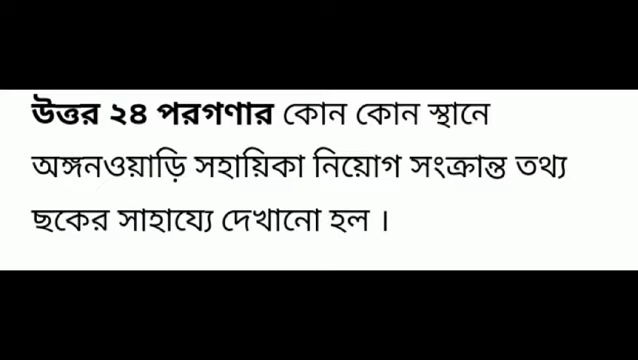 উত্তর ২৪ পরগণার কোন কোন স্থানে
অঙ্গনওয়াড়ি সহায়িকা নিয়োগ সংক্রান্ত তথ্য
ছকের সাহায্যে দেখানো হল ।